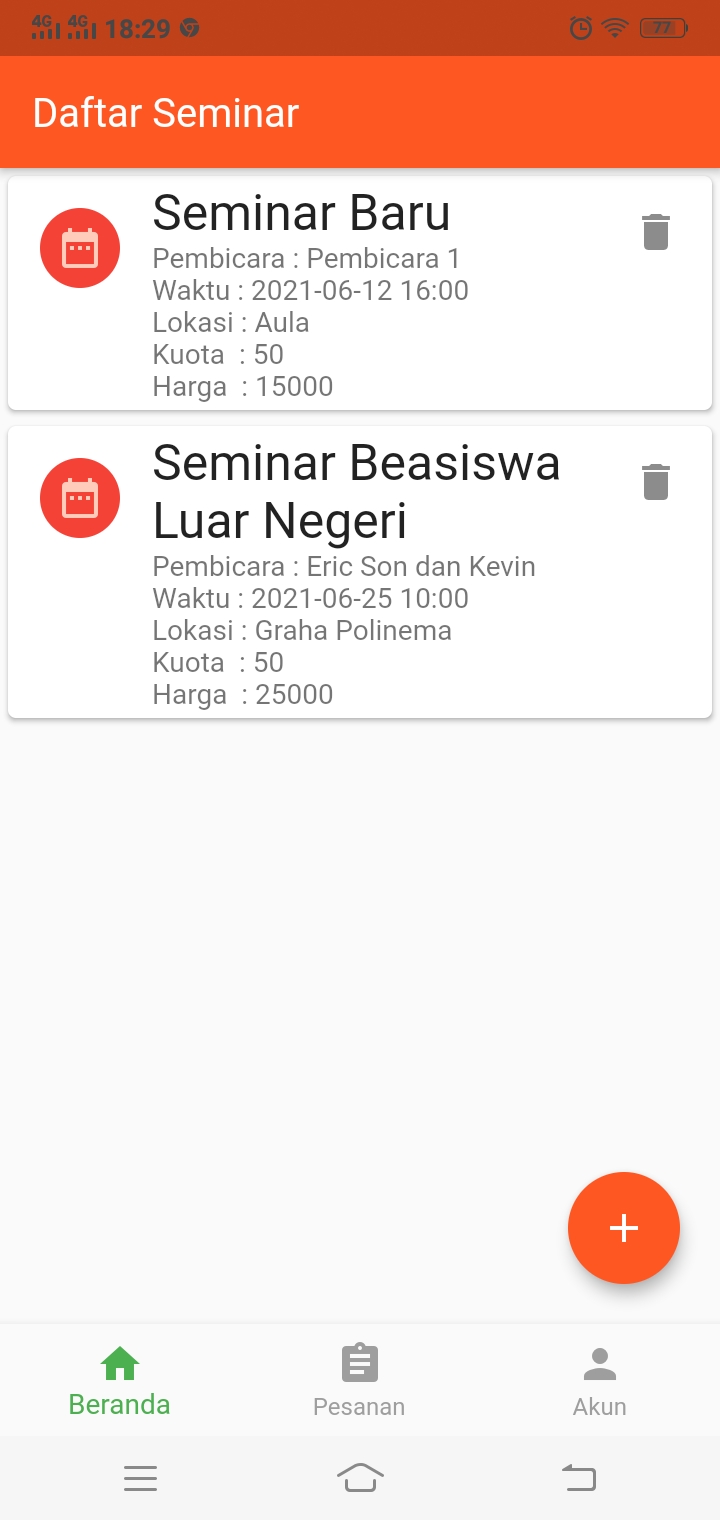 4G 4G 18:29 77
Daftar Seminar
Seminar Baru
Pembicara : Pembicara 1
Waktu : 2021-06-12 16:00
Lokasi : Aula
Kuota  : 50
Harga  : 15000
Seminar Beasiswa
Luar Negeri
Pembicara : Eric Son dan Kevin
Waktu : 2021-06-25 10:00
Lokasi : Graha Polinema
Kuota  : 50
Harga  : 25000
Beranda Pesanan Akun